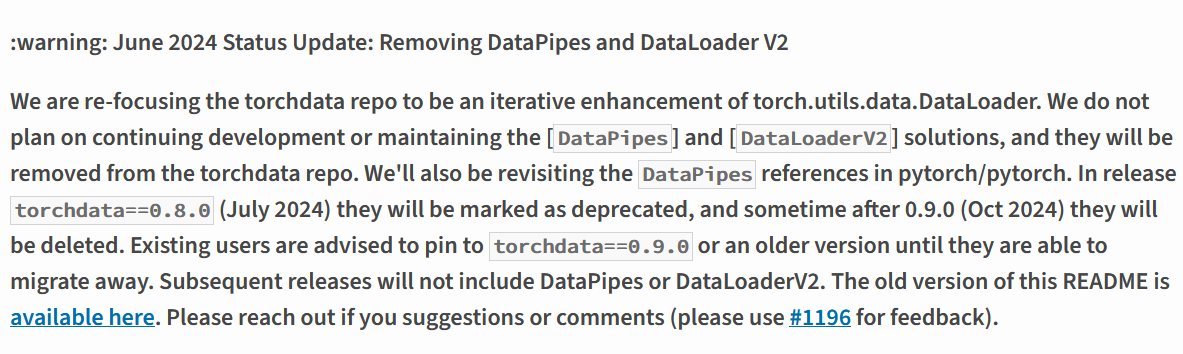 :warning: June 2024 Status Update: Removing DataPipes and DataLoader V2
We are re-focusing the torchdata repo to be an iterative enhancement of torch.utils.data.DataLoader. We do not
plan on continuing development or maintaining the [DataPipes] and [DataLoaderV2] solutions, and they will be
removed from the torchdata repo. We'll also be revisiting the DataPipes references in pytorch/pytorch. In release
torchdata==0.8.0 (July 2024) they will be marked as deprecated, and sometime after 0.9.0 (Oct 2024) they will
be deleted. Existing users are advised to pin to torchdata==0.9.0 or an older version until they are able to
migrate away. Subsequent releases will not include DataPipes or DataLoaderV2. The old version of this README is
available here. Please reach out if you suggestions or comments (please use #1196 for feedback).